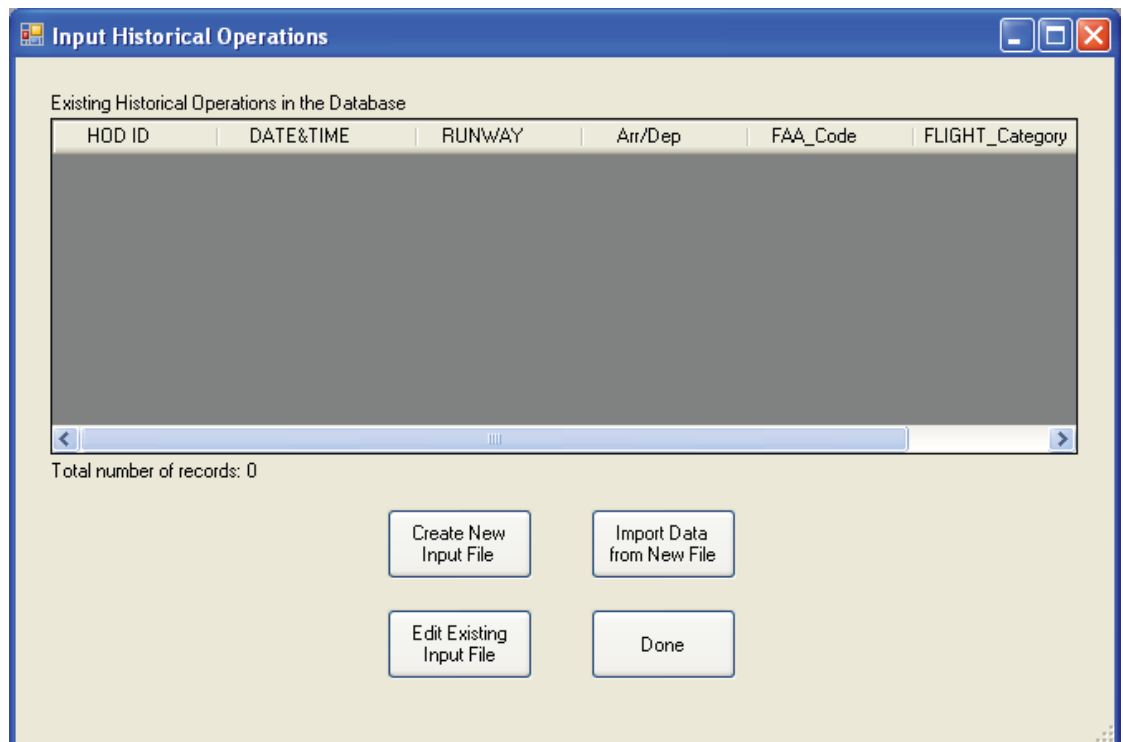 Input Historical Operations
Existing Historical Operations in the Database
HOD ID DATE&TIME RUNWAY Arr/Dep FAA_Code FLIGHT_Category
Total number of records: 0
Create New
Input File
Import Data
from New File
Edit Existing
Input File
Done